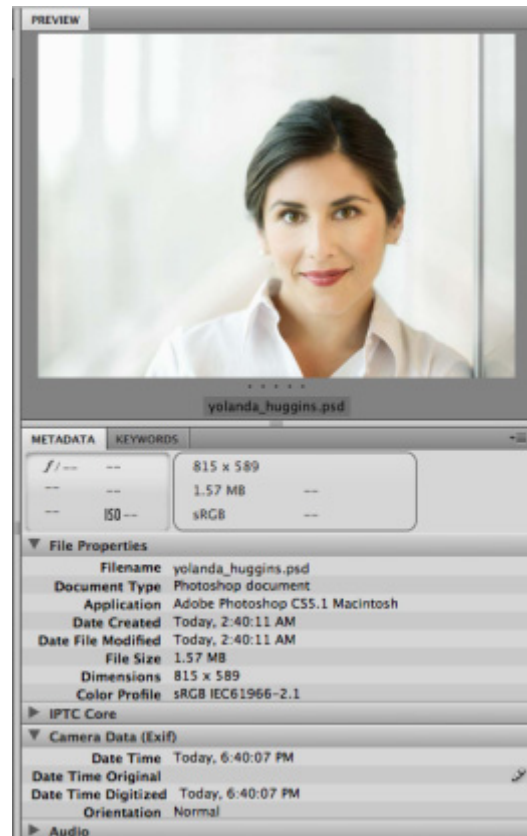 PREVIEW
yolanda_huggins.psd
METADATA KEYWORDS
f/-- --
815 x 589
-- --
1.57 MB --
-- ISO --
sRGB --
File Properties
Filename yolanda_huggins.psd
Document Type Photoshop document
Application Adobe Photoshop CS5.1 Macintosh
Date Created Today, 2:40:11 AM
Date File Modified Today, 2:40:11 AM
File Size 1.57 MB
Dimensions 815 x 589
Color Profile sRGB IEC61966-2.1
IPTC Core
Camera Data (Exif)
Date Time Today, 6:40:07 PM
Date Time Original
Date Time Digitized Today, 6:40:07 PM
Orientation Normal
Audio